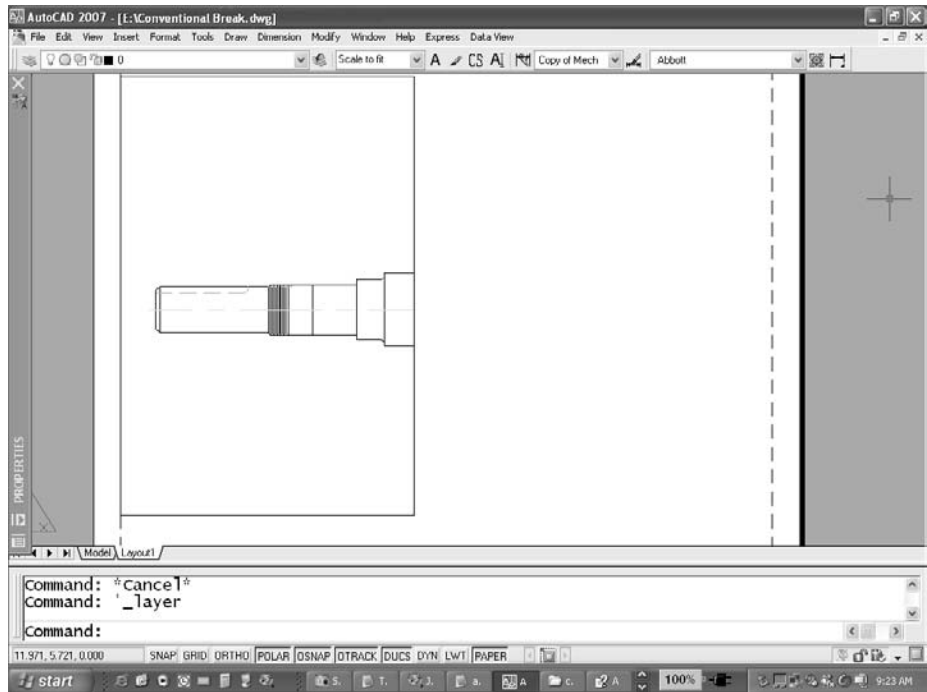 AutoCAD 2007 - [E:\Conventional Break.dwg]
File Edit View Insert Format Tools Draw Dimension Modify Window Help Express Data View
0 Scale to fit Copy of Mech Abbott
PROPERTIES
Model Layout1
Command: *Cancel*
Command: '_layer
Command:
11.971, 5.721, 0.000 SNAP GRID ORTHO POLAR OSNAP OTRACK DUCS DYN LWT PAPER
start S. T. J. a. A c. A 100% 9:23 AM